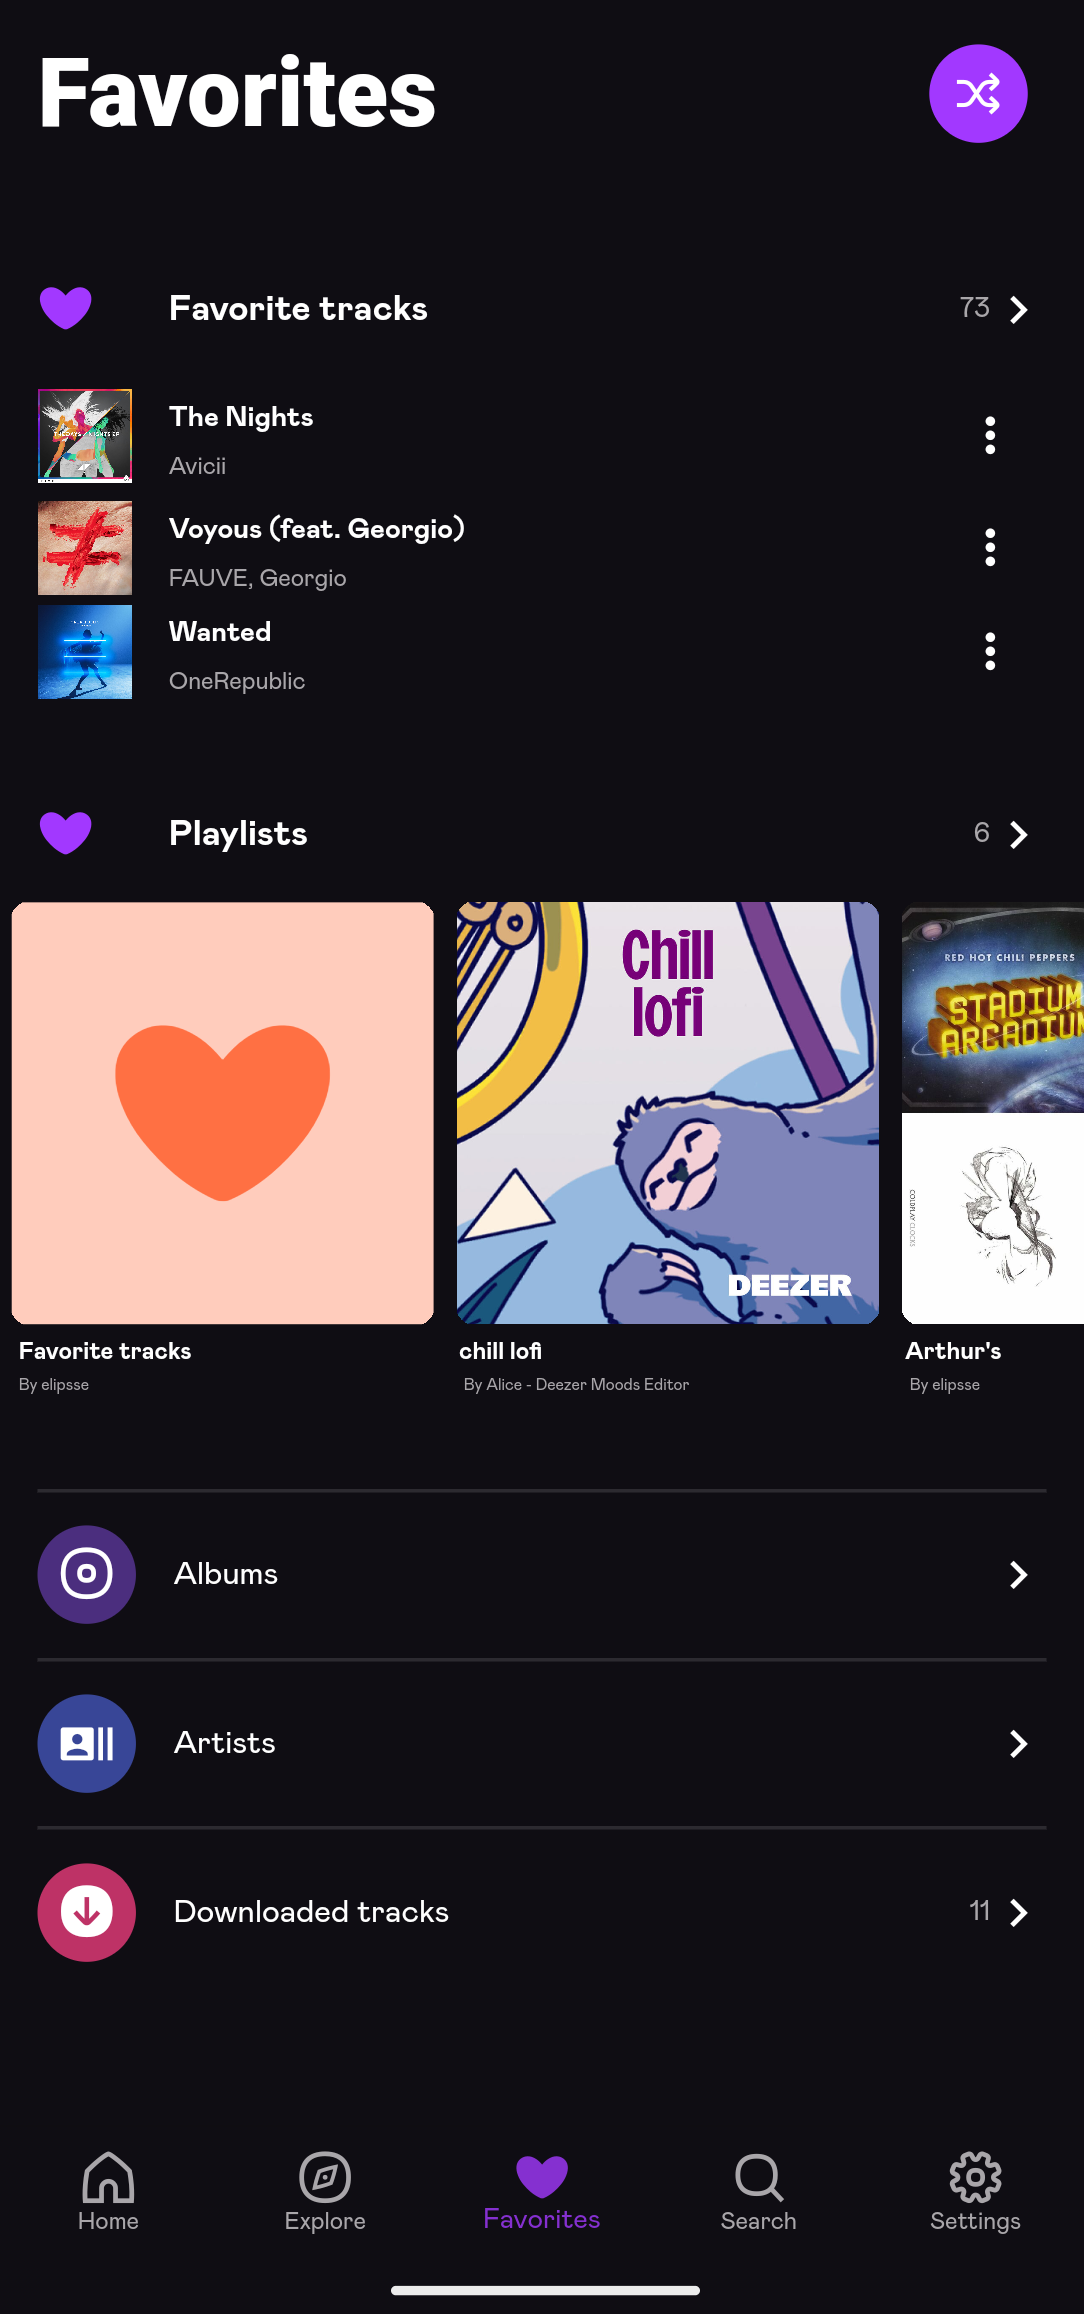 Favorites
Favorite tracks
73
The Nights
Avicii
Voyous (feat. Georgio)
FAUVE, Georgio
Wanted
OneRepublic
Playlists
6
Chill
lofi
DEEZER
RED HOT CHILI PEPPERS
STADIUM
ARCADIUM
COLDPLAY CLOCKS
Favorite tracks
By elipsse
chill lofi
By Alice - Deezer Moods Editor
Arthur's
By elipsse
Albums
Artists
Downloaded tracks
11
Home
Explore
Favorites
Search
Settings